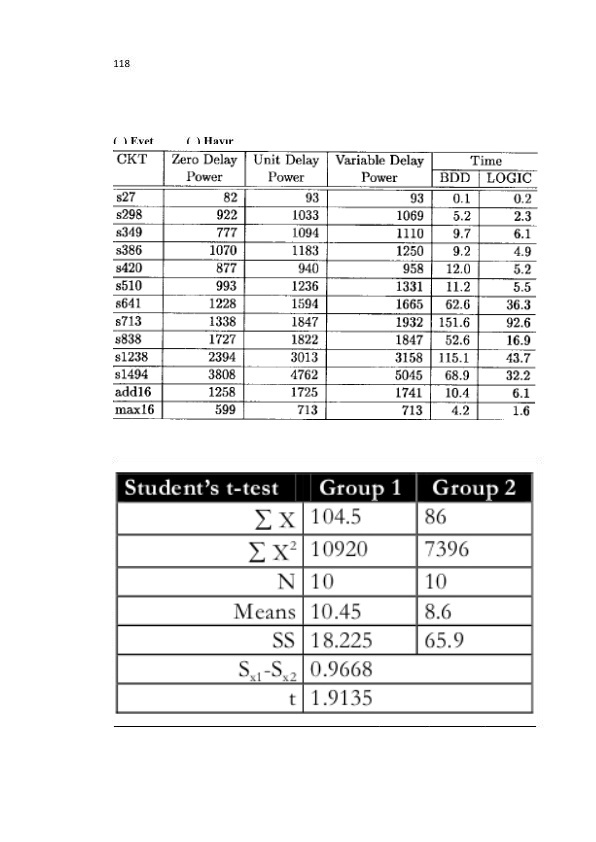 118
( ) Evet ( ) Hayır
CKT Zero Delay Power Unit Delay Power Variable Delay Power Time BDD LOGIC
s27 82 93 93 0.1 0.2
s298 922 1033 1069 5.2 2.3
s349 777 1094 1110 9.7 6.1
s386 1070 1183 1250 9.2 4.9
s420 877 940 958 12.0 5.2
s510 993 1236 1331 11.2 5.5
s641 1228 1594 1665 62.6 36.3
s713 1338 1847 1932 151.6 92.6
s838 1727 1822 1847 52.6 16.9
s1238 2394 3013 3158 115.1 43.7
s1494 3808 4762 5045 68.9 32.2
add16 1258 1725 1741 10.4 6.1
max16 599 713 713 4.2 1.6
Student's t-test Group 1 Group 2
∑ X 104.5 86
∑ X² 10920 7396
N 10 10
Means 10.45 8.6
SS 18.225 65.9
Sx1-Sx2 0.9668
t 1.9135